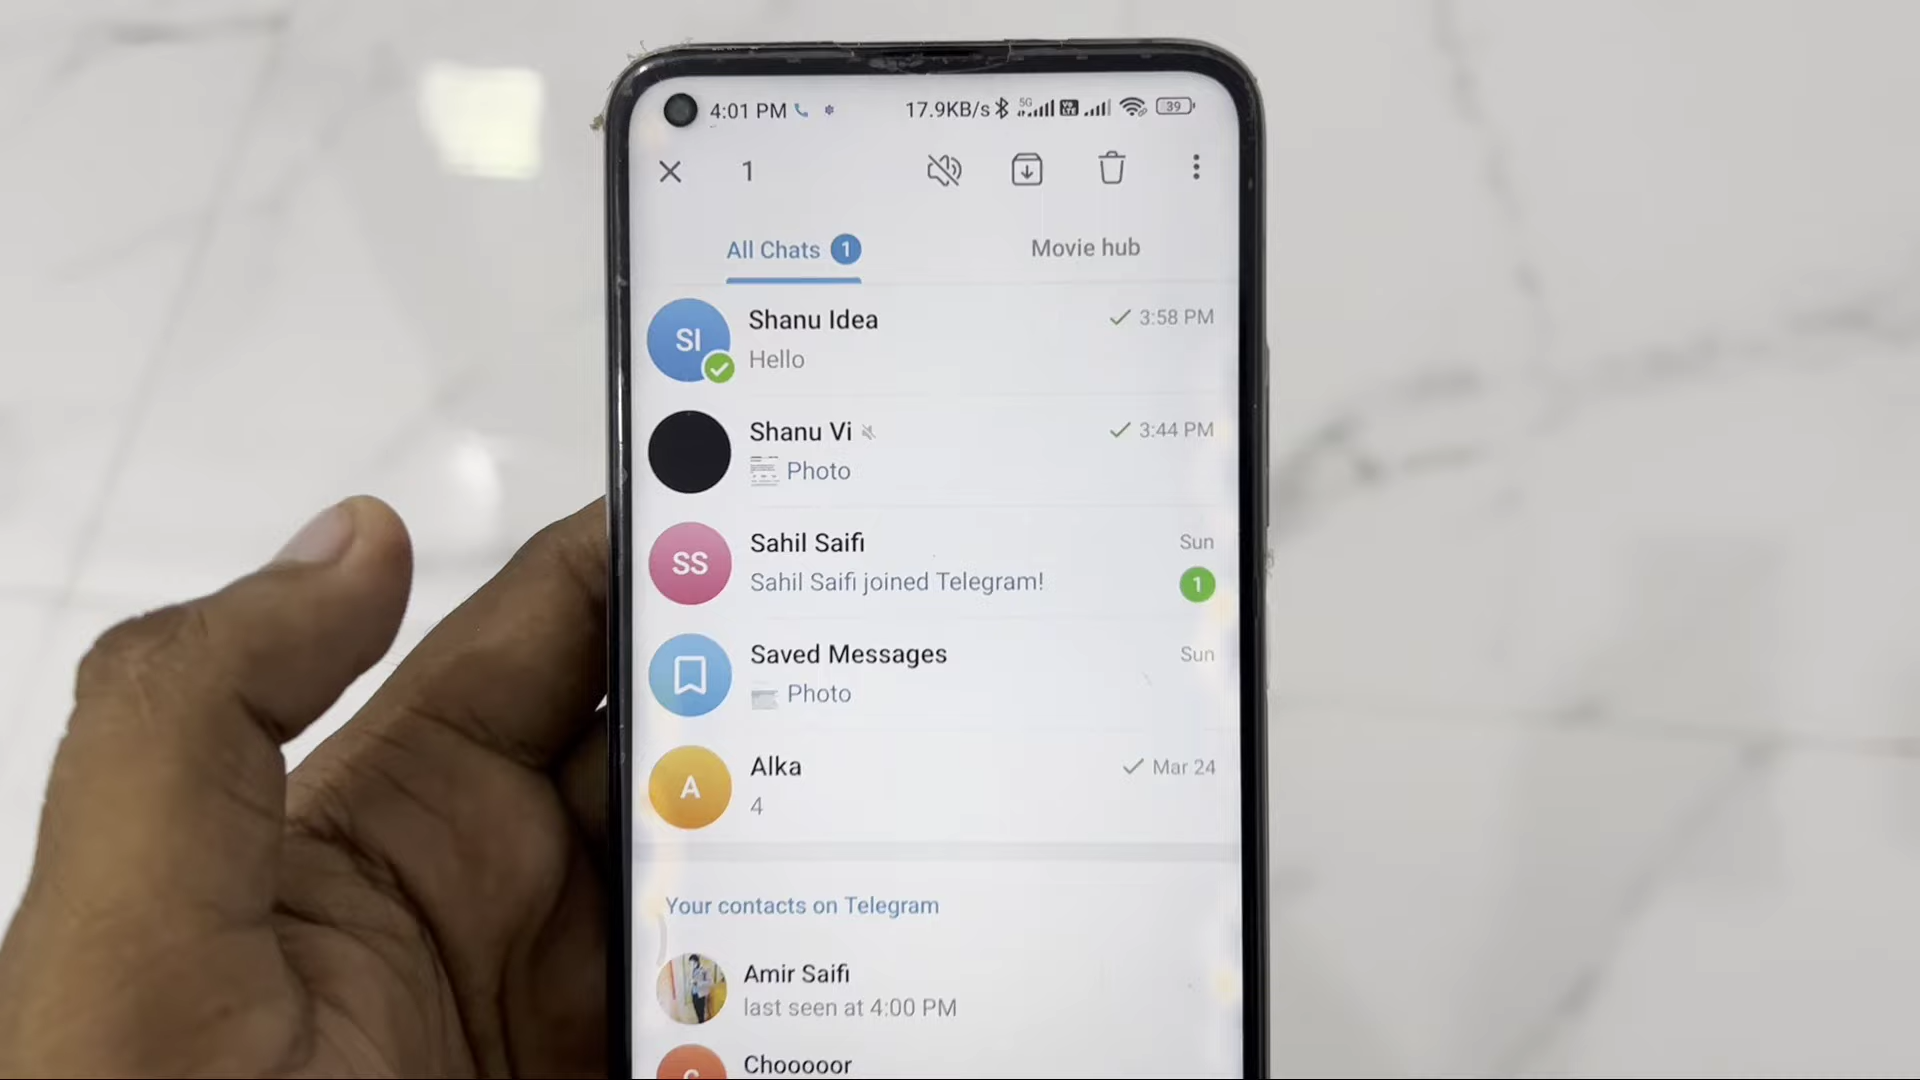 4:01 PM 17.9KB/s 5G 39
1
All Chats 1 Movie hub
SI Shanu Idea 3:58 PM
Hello
Shanu Vi 3:44 PM
Photo
SS Sahil Saifi Sun
Sahil Saifi joined Telegram! 1
Saved Messages Sun
Photo
A Alka Mar 24
4
Your contacts on Telegram
Amir Saifi
last seen at 4:00 PM
Chooooor